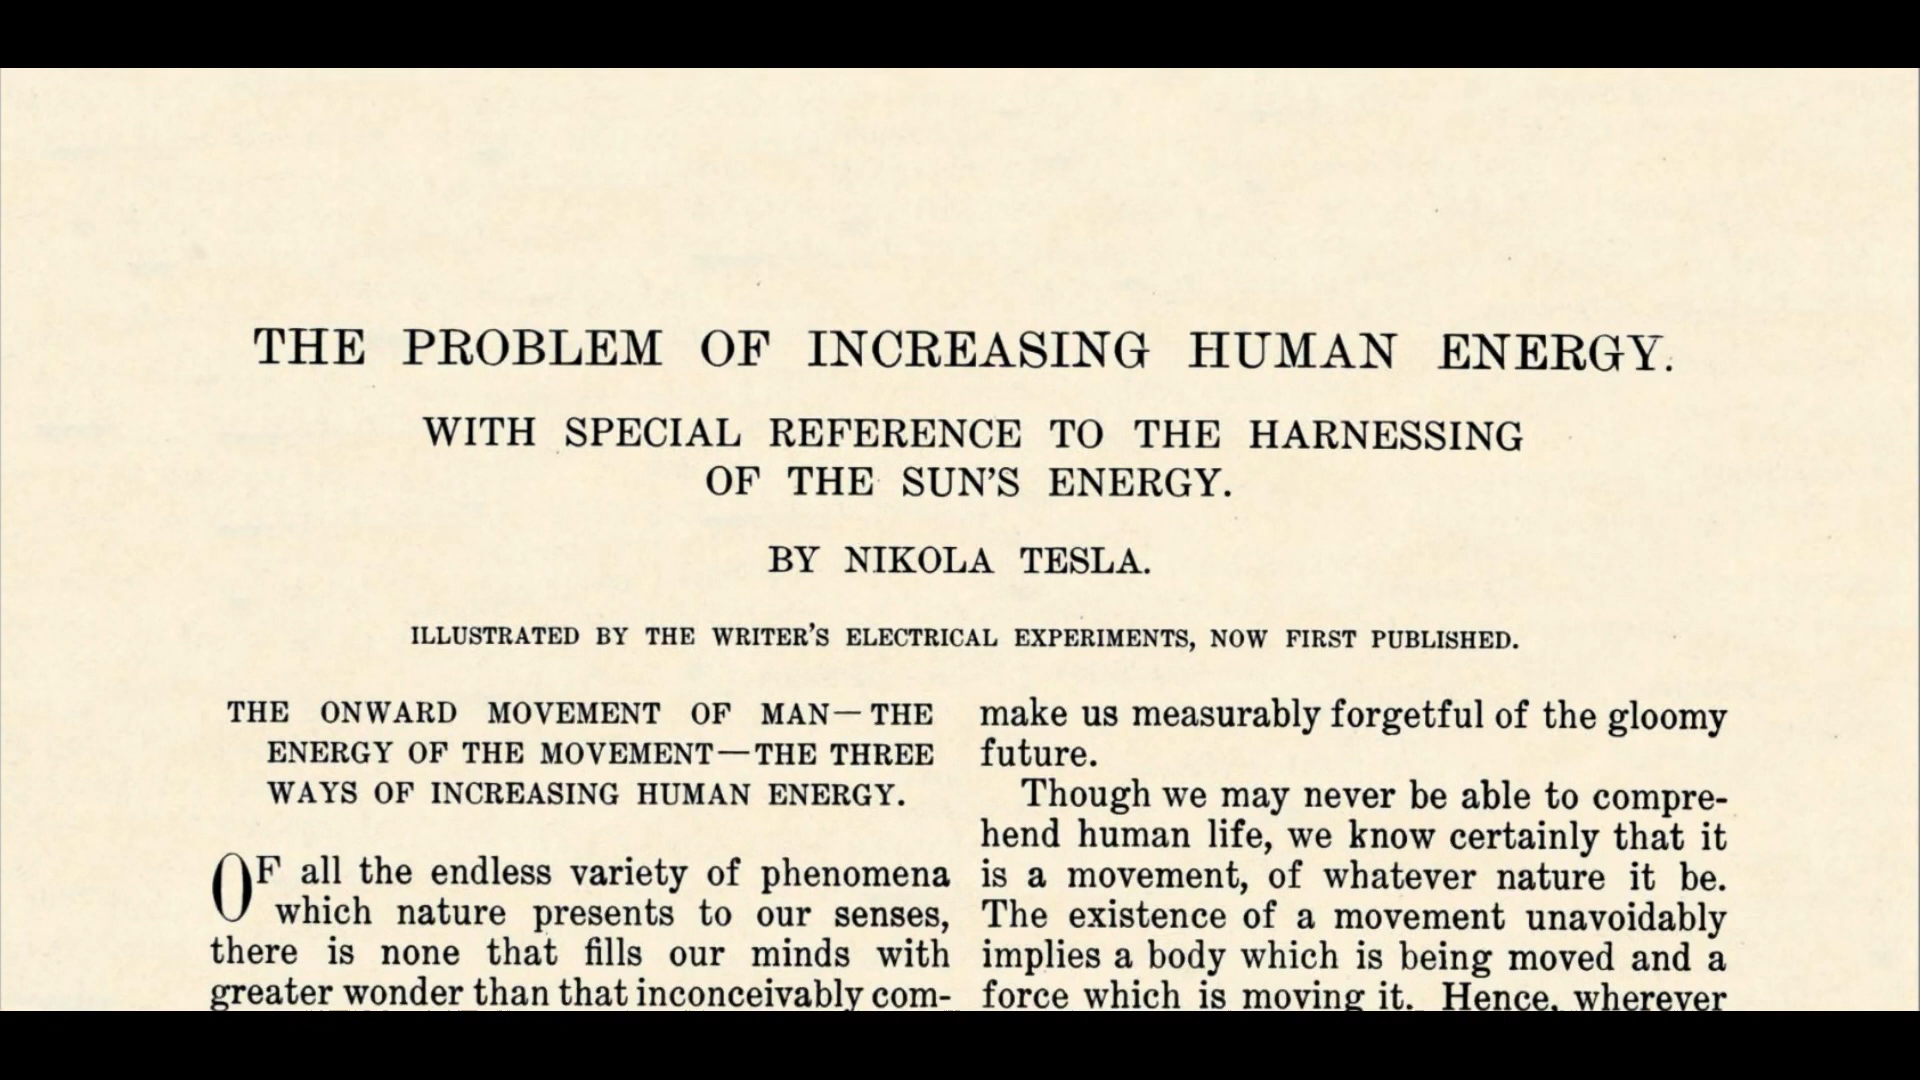 THE PROBLEM OF INCREASING HUMAN ENERGY.
WITH SPECIAL REFERENCE TO THE HARNESSING
OF THE SUN'S ENERGY.
BY NIKOLA TESLA.
ILLUSTRATED BY THE WRITER'S ELECTRICAL EXPERIMENTS, NOW FIRST PUBLISHED.
THE ONWARD MOVEMENT OF MAN—THE
ENERGY OF THE MOVEMENT—THE THREE
WAYS OF INCREASING HUMAN ENERGY.
OF all the endless variety of phenomena
which nature presents to our senses,
there is none that fills our minds with
greater wonder than that inconceivably com-
make us measurably forgetful of the gloomy
future.
Though we may never be able to compre-
hend human life, we know certainly that it
is a movement, of whatever nature it be.
The existence of a movement unavoidably
implies a body which is being moved and a
force which is moving it. Hence, wherever